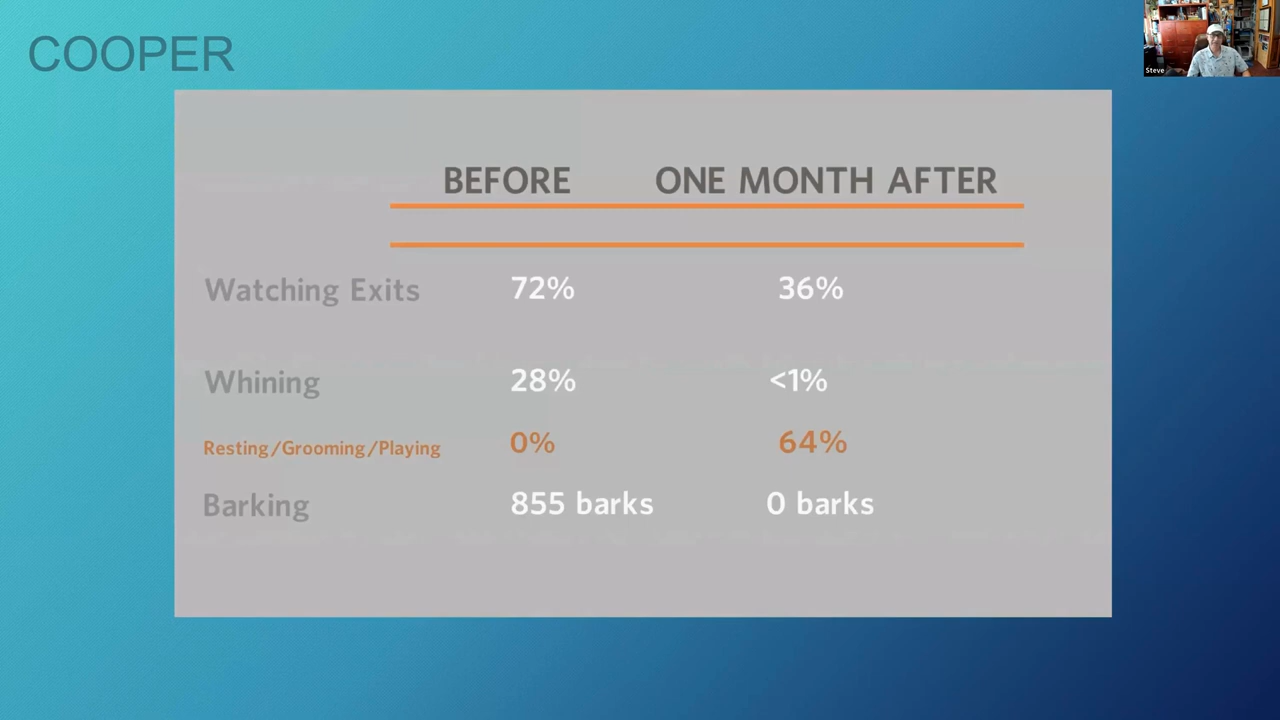 COOPER
Steve
BEFORE ONE MONTH AFTER
Watching Exits 72% 36%
Whining 28% <1%
Resting/Grooming/Playing 0% 64%
Barking 855 barks 0 barks